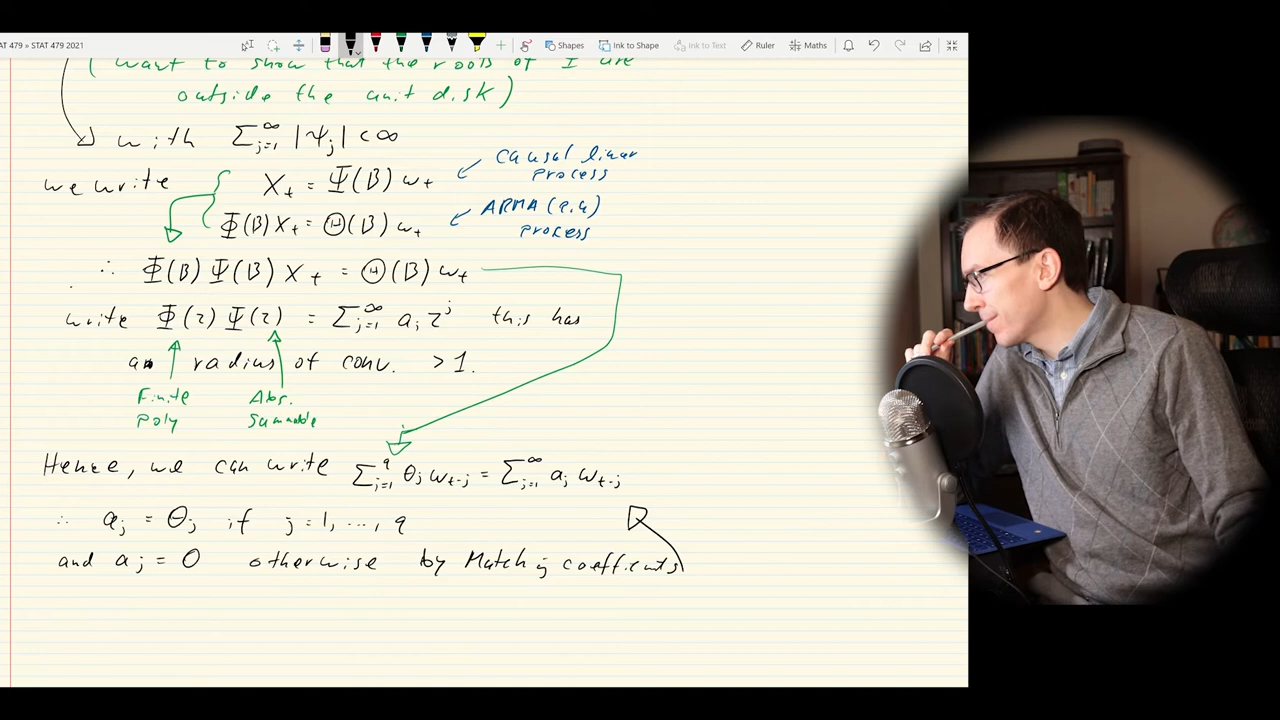 AT 479 » STAT 479 2021
Shapes Ink to Shape Ink to Text Ruler Maths
( want to show that the roots of Φ are
outside the unit disk )
with Σ_{j=1}^∞ |ψ_j| < ∞
we write X_t = Ψ(B) w_t
causal linear
process
Φ(B) X_t = Θ(B) w_t
ARMA (p,q)
process
∴ Φ(B) Ψ(B) X_t = Θ(B) w_t
write Φ(z) Ψ(z) = Σ_{j=1}^∞ a_j z^j this has
a radius of conv. > 1.
Finite Abs.
poly summable
Hence, we can write Σ_{j=1}^q θ_j w_{t-j} = Σ_{j=1}^∞ a_j w_{t-j}
∴ a_j = θ_j if j = 1, ..., q
and a_j = 0 otherwise by Matching coefficients